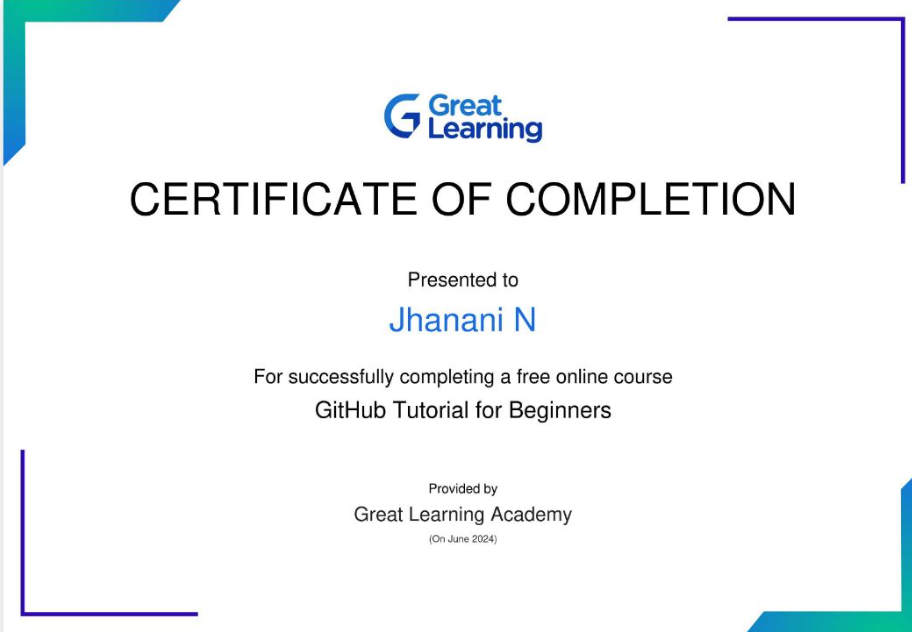 Great
Learning
CERTIFICATE OF COMPLETION
Presented to
Jhanani N
For successfully completing a free online course
GitHub Tutorial for Beginners
Provided by
Great Learning Academy
(On June 2024)